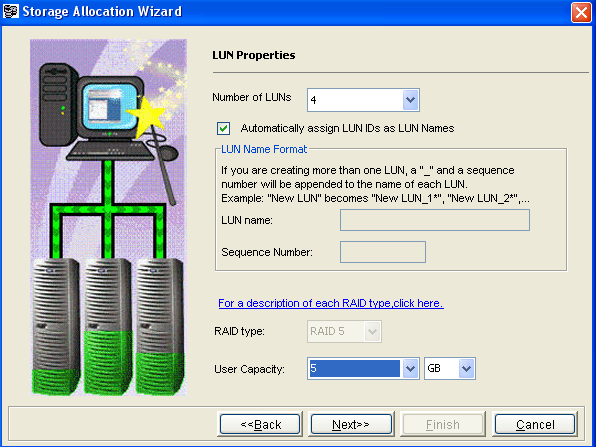 Storage Allocation Wizard
LUN Properties
Number of LUNs 4
Automatically assign LUN IDs as LUN Names
LUN Name Format
If you are creating more than one LUN, a "_" and a sequence
number will be appended to the name of each LUN.
Example: "New LUN" becomes "New LUN_1*", "New LUN_2*",...
LUN name:
Sequence Number:
For a description of each RAID type,click here.
RAID type: RAID 5
User Capacity: 5 GB
<<Back Next>> Finish Cancel